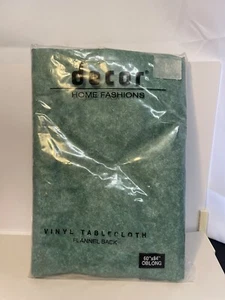 decor
HOME FASHIONS
VINYL TABLECLOTH
FLANNEL BACK
60"x84"
OBLONG